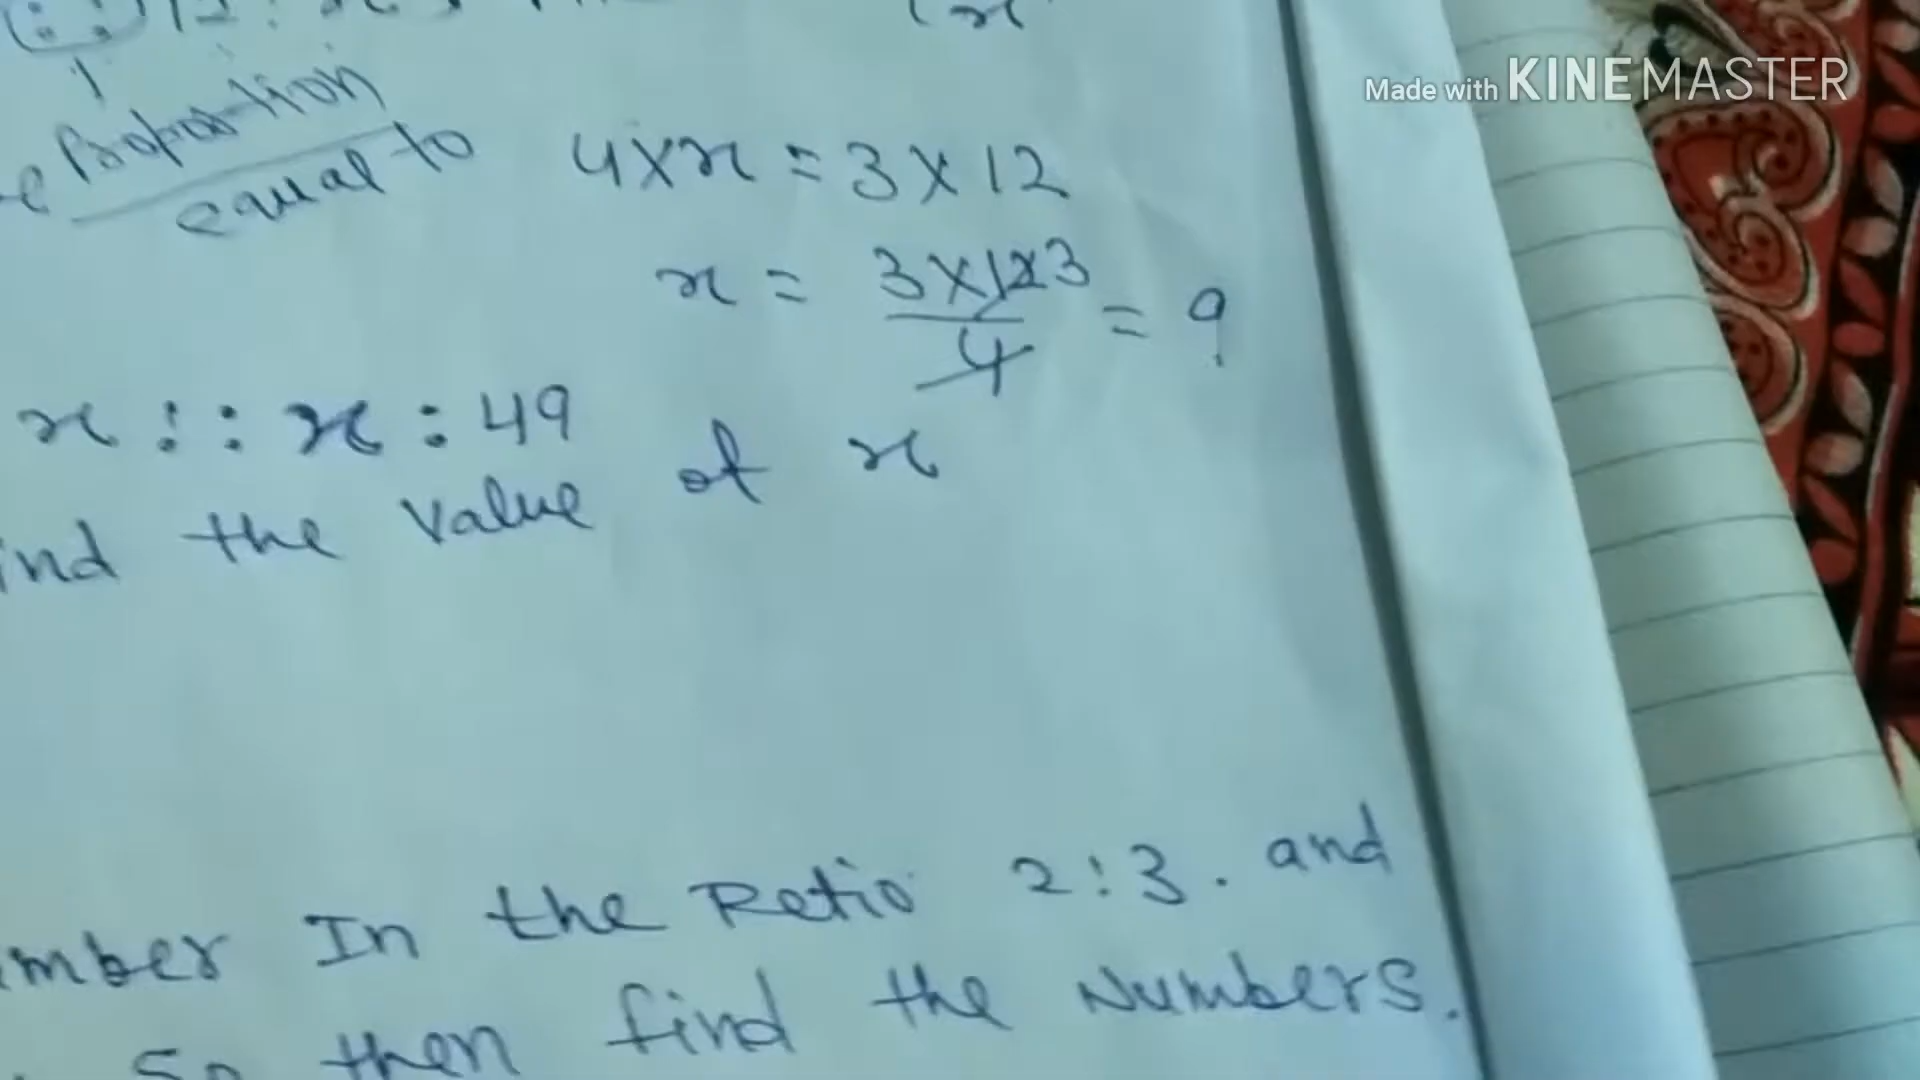 Made with KINEMASTER
Proportion
equal to
4×x = 3×12
x = 3×12 3 / 4 = 9
x :: x : 49
ind the value of x
mber In the Ratio 2:3. and
50 then find the Numbers.